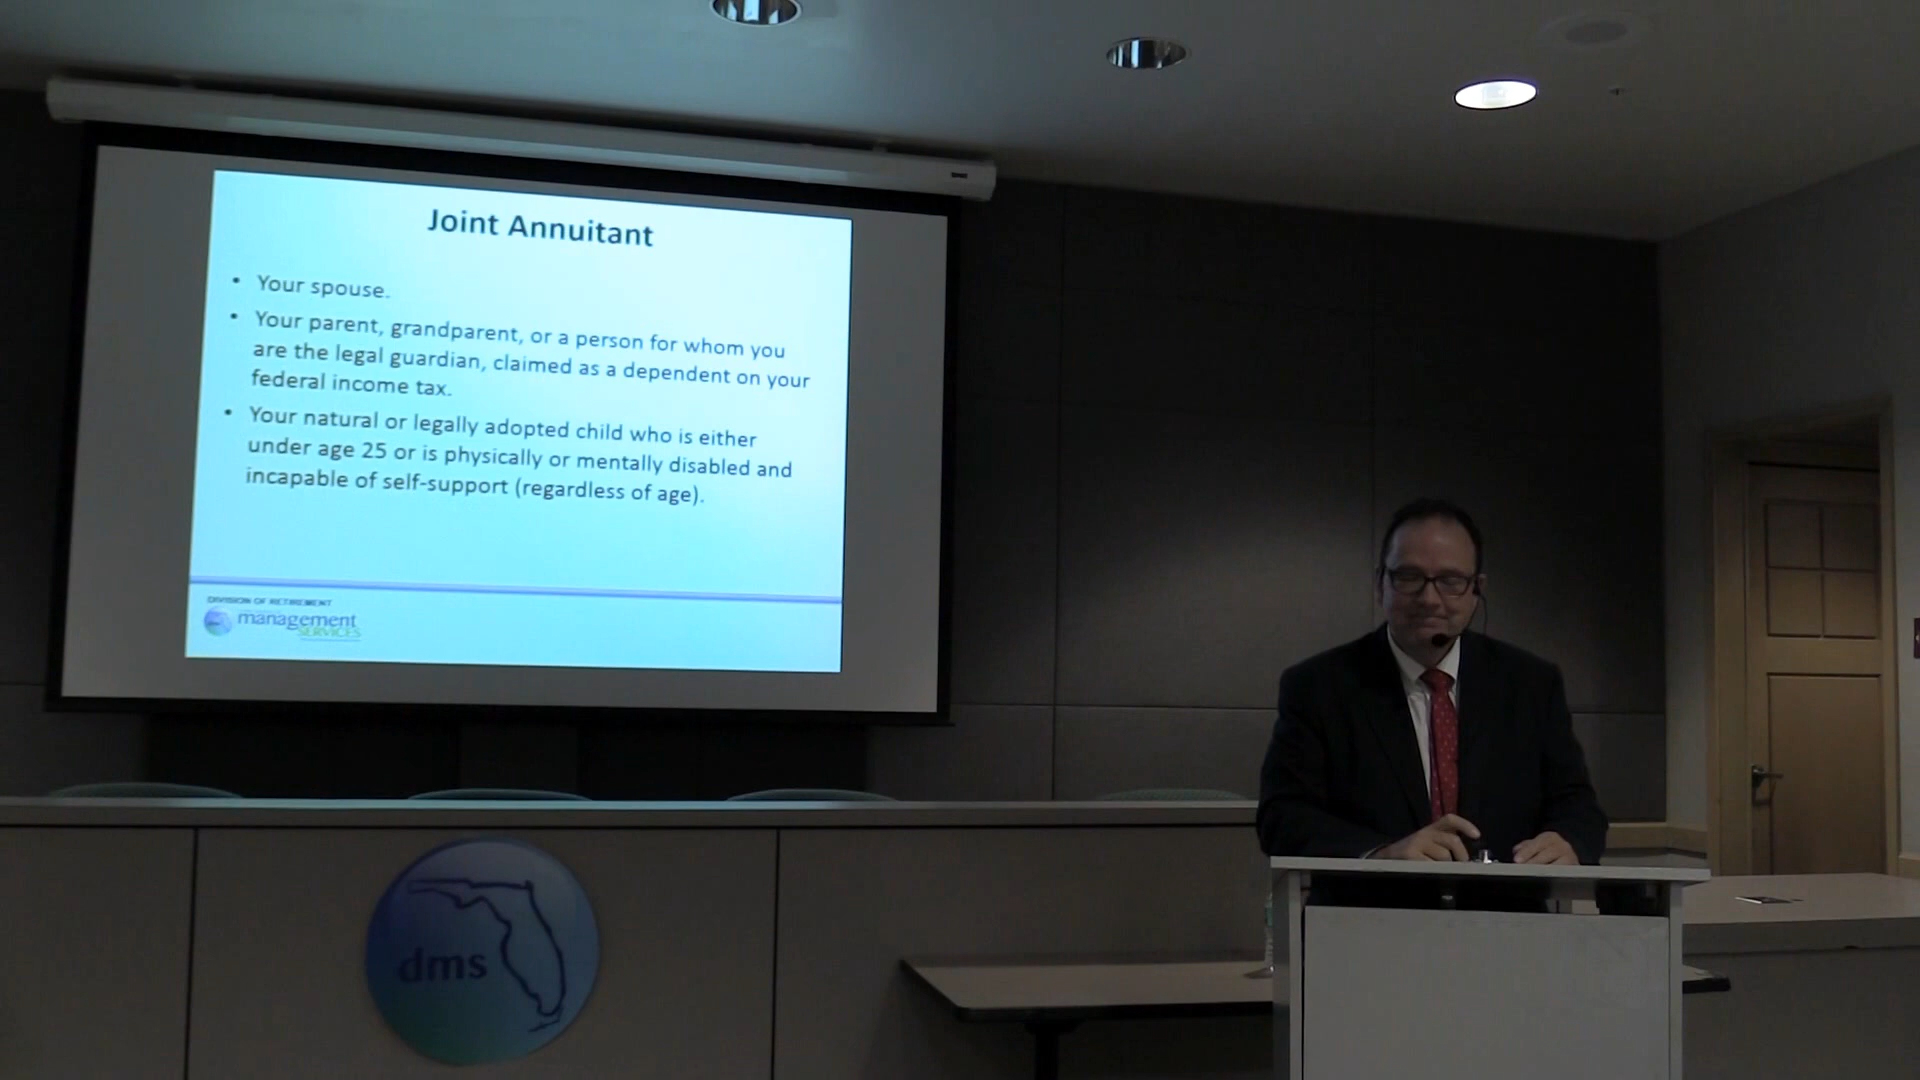 Joint Annuitant
• Your spouse.
• Your parent, grandparent, or a person for whom you
are the legal guardian, claimed as a dependent on your
federal income tax.
• Your natural or legally adopted child who is either
under age 25 or is physically or mentally disabled and
incapable of self-support (regardless of age).
DIVISION OF RETIREMENT
management
SERVICES
dms